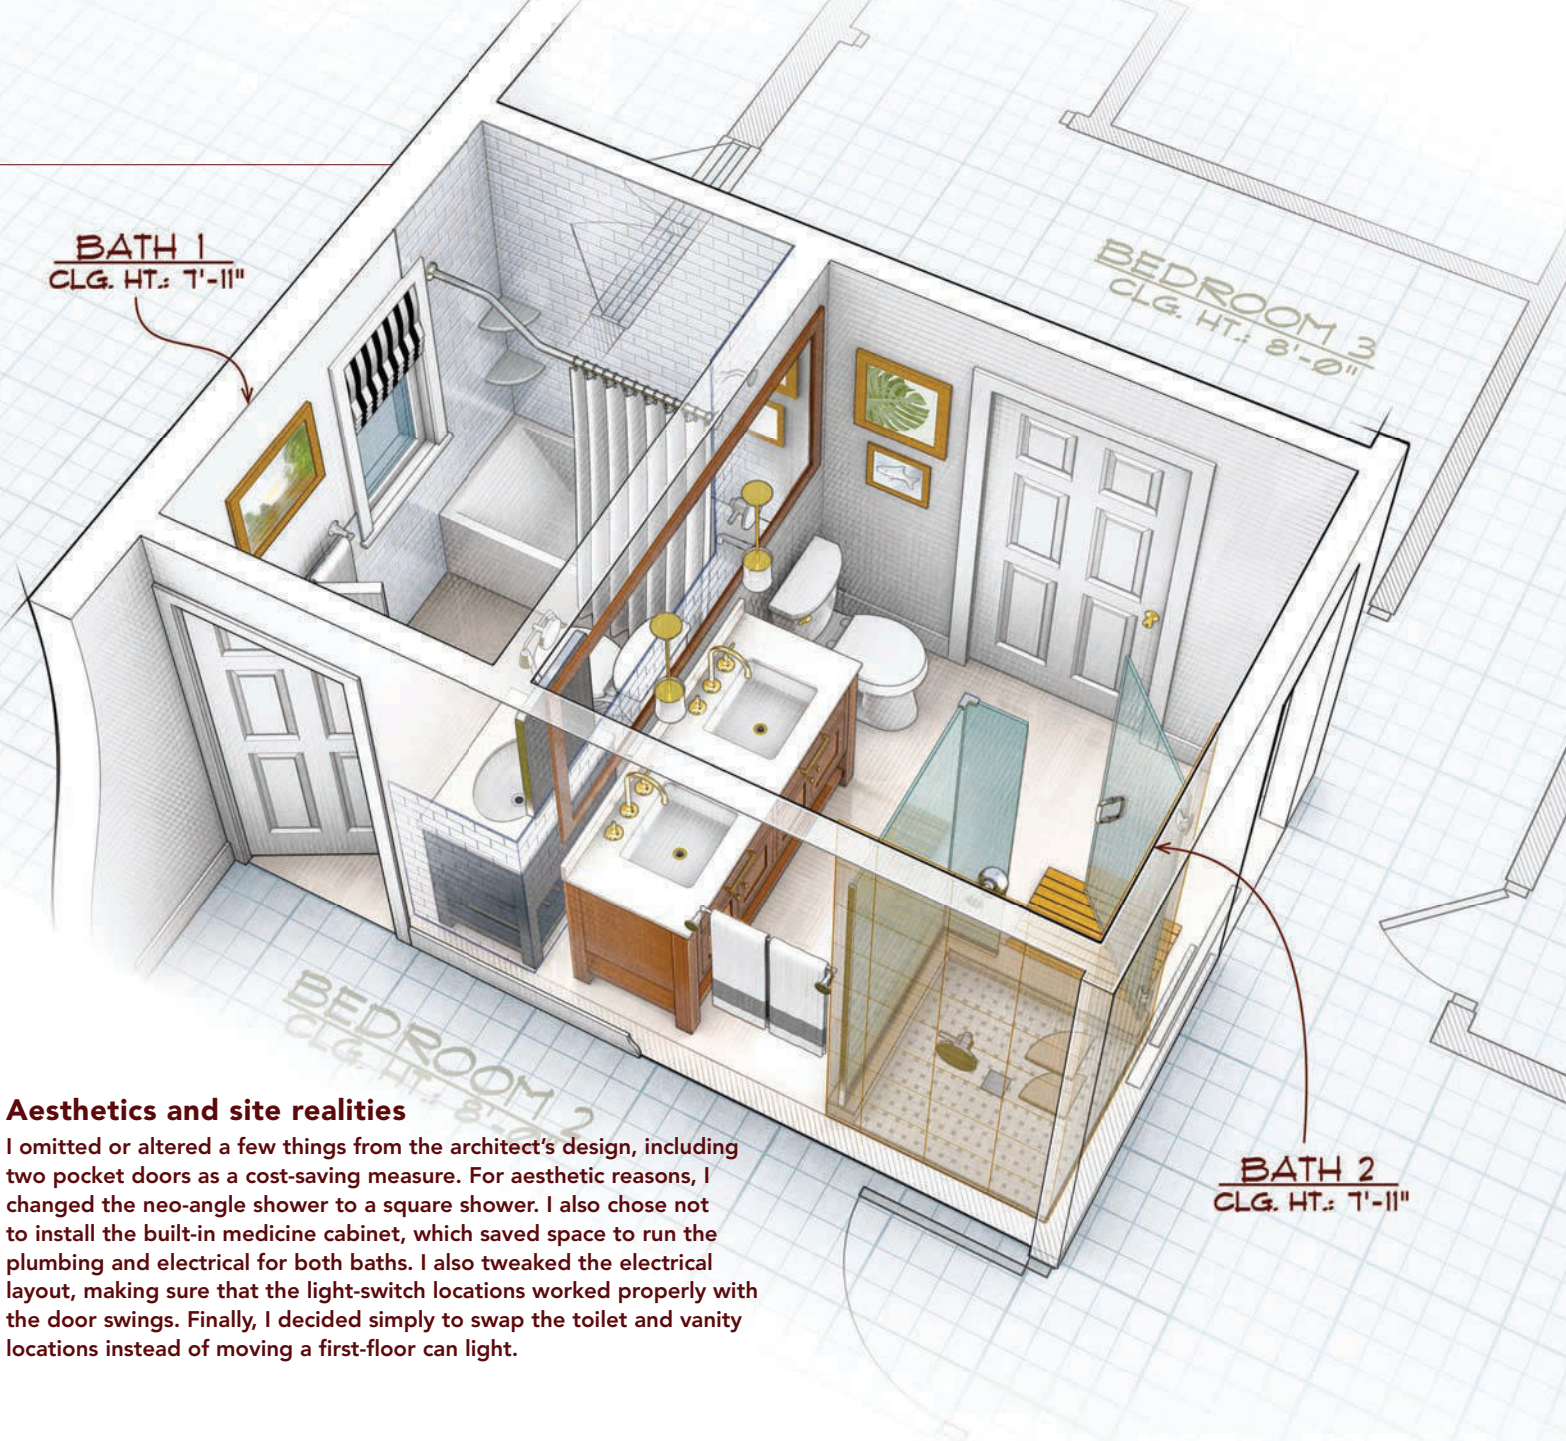 BATH 1
CLG. HT.: 7'-11"
BEDROOM 3
CLG. HT.: 8'-0"
BEDROOM 2
CLG. HT.: 8'-0"
Aesthetics and site realities
I omitted or altered a few things from the architect's design, including
two pocket doors as a cost-saving measure. For aesthetic reasons, I
changed the neo-angle shower to a square shower. I also chose not
to install the built-in medicine cabinet, which saved space to run the
plumbing and electrical for both baths. I also tweaked the electrical
layout, making sure that the light-switch locations worked properly with
the door swings. Finally, I decided simply to swap the toilet and vanity
locations instead of moving a first-floor can light.
BATH 2
CLG. HT.: 7'-11"